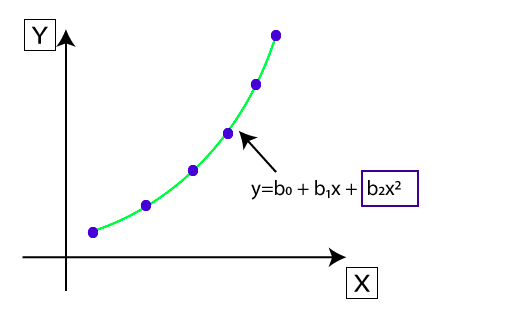 Y
y=b₀ + b₁x + b₂x²
X